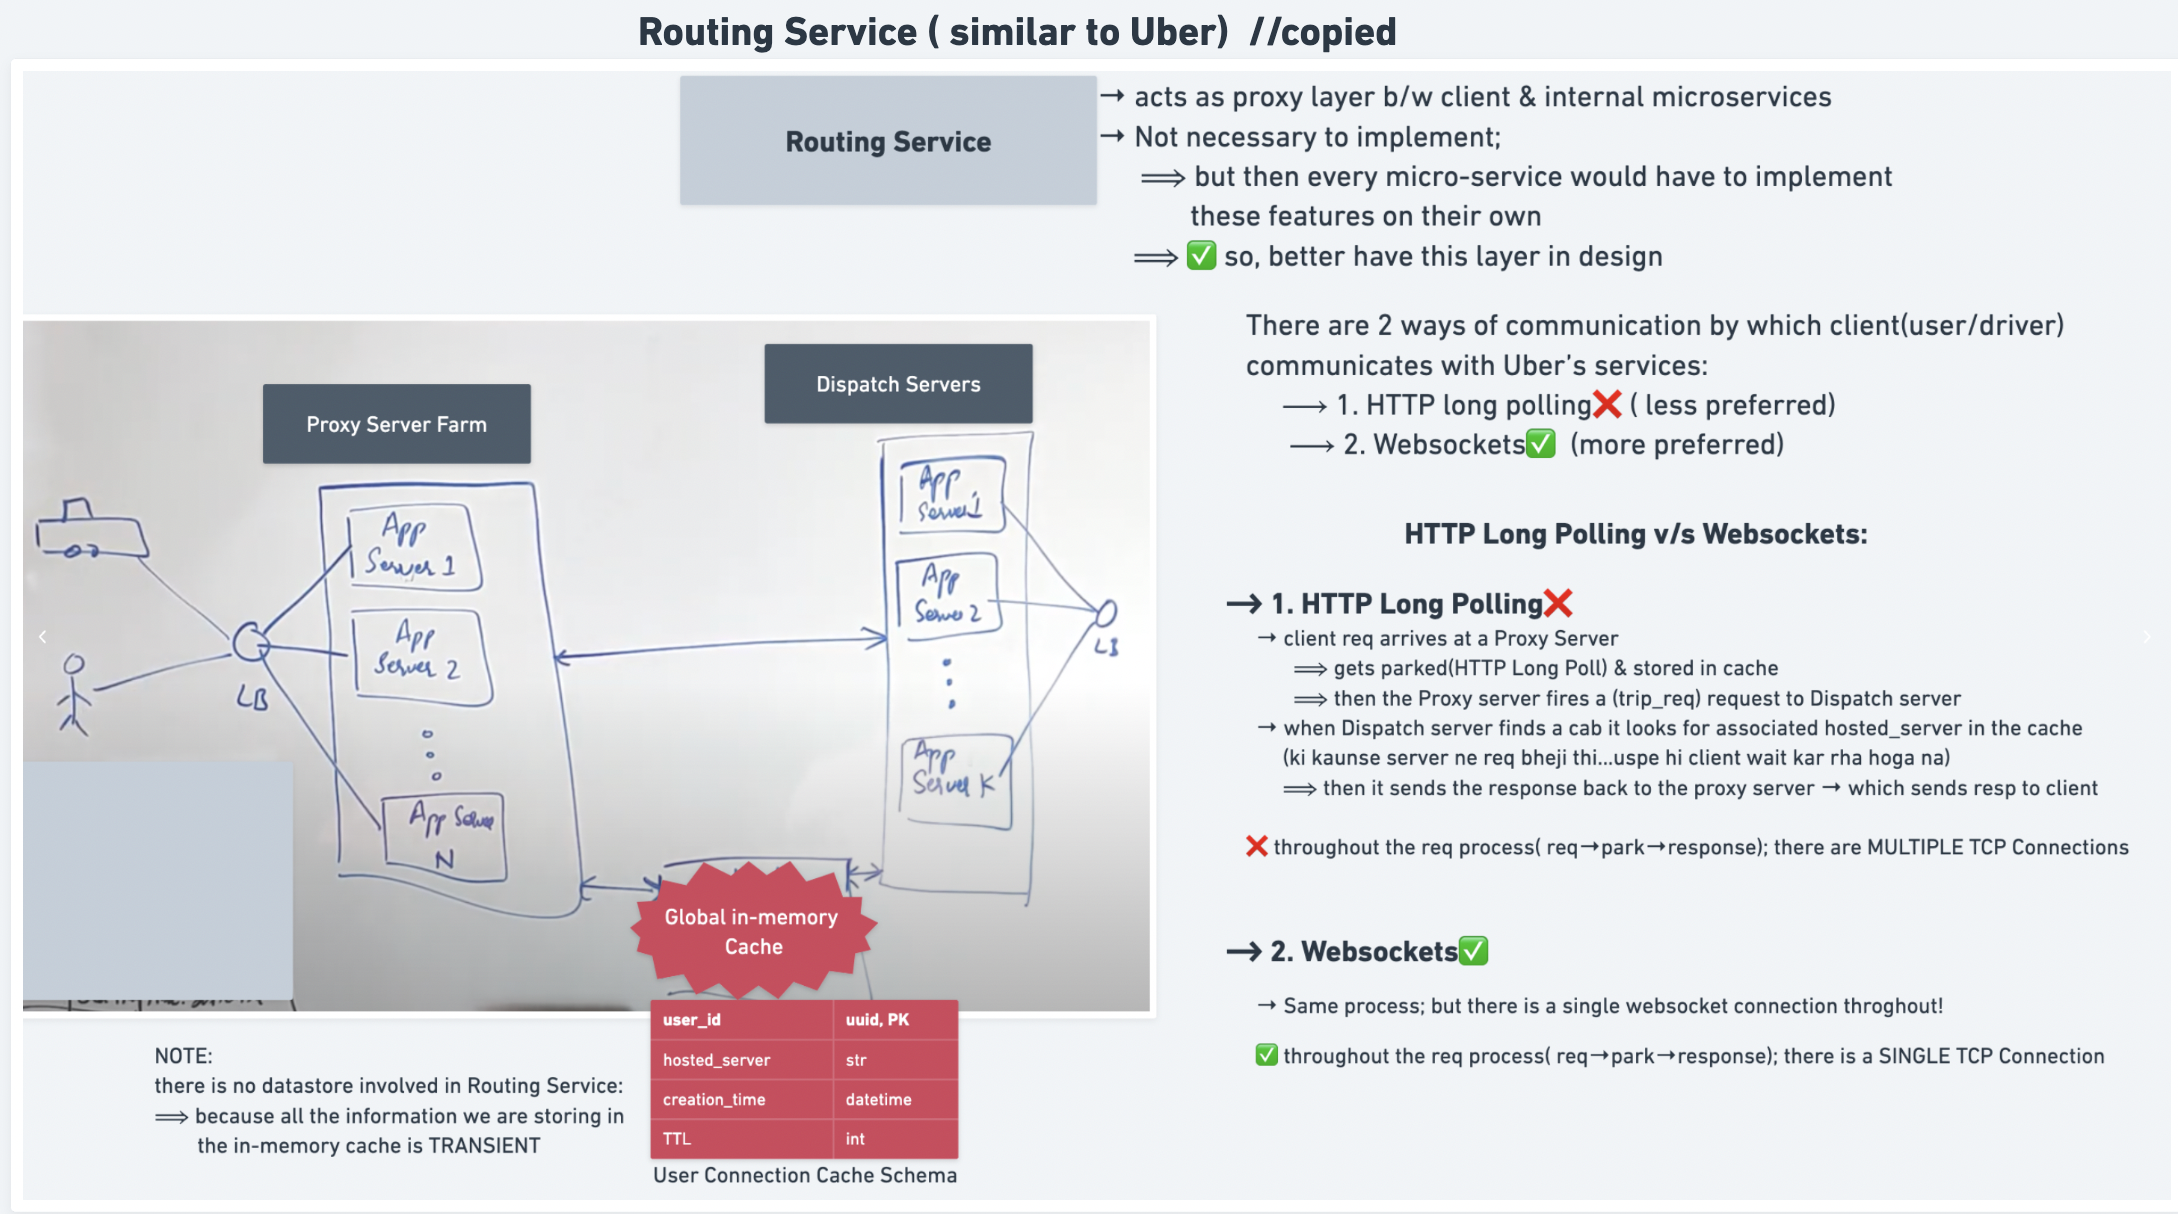 Routing Service ( similar to Uber)  //copied
Routing Service
→ acts as proxy layer b/w client & internal microservices
→ Not necessary to implement;
⟹ but then every micro-service would have to implement
these features on their own
⟹ ✅ so, better have this layer in design
Proxy Server Farm
Dispatch Servers
App
Server 1
App
Server 2
App Server
N
LB
App
Server 1
App
Server 2
App
Server K
LB
Global in-memory
Cache
user_id uuid, PK
hosted_server str
creation_time datetime
TTL int
User Connection Cache Schema
NOTE:
there is no datastore involved in Routing Service:
⟹ because all the information we are storing in
the in-memory cache is TRANSIENT
There are 2 ways of communication by which client(user/driver)
communicates with Uber's services:
⟶ 1. HTTP long polling❌ ( less preferred)
⟶ 2. Websockets✅ (more preferred)
HTTP Long Polling v/s Websockets:
→ 1. HTTP Long Polling❌
→ client req arrives at a Proxy Server
⟹ gets parked(HTTP Long Poll) & stored in cache
⟹ then the Proxy server fires a (trip_req) request to Dispatch server
→ when Dispatch server finds a cab it looks for associated hosted_server in the cache
(ki kaunse server ne req bheji thi...uspe hi client wait kar rha hoga na)
⟹ then it sends the response back to the proxy server → which sends resp to client
❌ throughout the req process( req→park→response); there are MULTIPLE TCP Connections
→ 2. Websockets✅
→ Same process; but there is a single websocket connection throghout!
✅ throughout the req process( req→park→response); there is a SINGLE TCP Connection